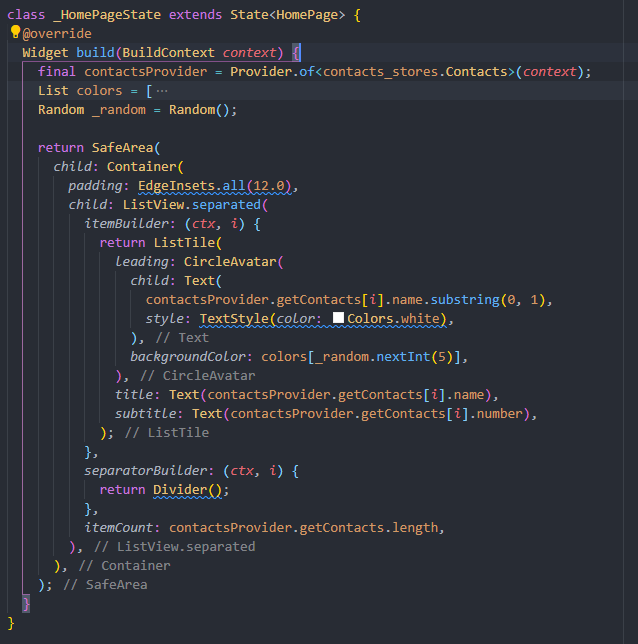 class _HomePageState extends State<HomePage> {
  @override
  Widget build(BuildContext context) {
    final contactsProvider = Provider.of<contacts_stores.Contacts>(context);
    List colors = [ ⋯
    Random _random = Random();

    return SafeArea(
      child: Container(
        padding: EdgeInsets.all(12.0),
        child: ListView.separated(
          itemBuilder: (ctx, i) {
            return ListTile(
              leading: CircleAvatar(
                child: Text(
                  contactsProvider.getContacts[i].name.substring(0, 1),
                  style: TextStyle(color: Colors.white),
                ), // Text
                backgroundColor: colors[_random.nextInt(5)],
              ), // CircleAvatar
              title: Text(contactsProvider.getContacts[i].name),
              subtitle: Text(contactsProvider.getContacts[i].number),
            ); // ListTile
          },
          separatorBuilder: (ctx, i) {
            return Divider();
          },
          itemCount: contactsProvider.getContacts.length,
        ), // ListView.separated
      ), // Container
    ); // SafeArea
  }
}